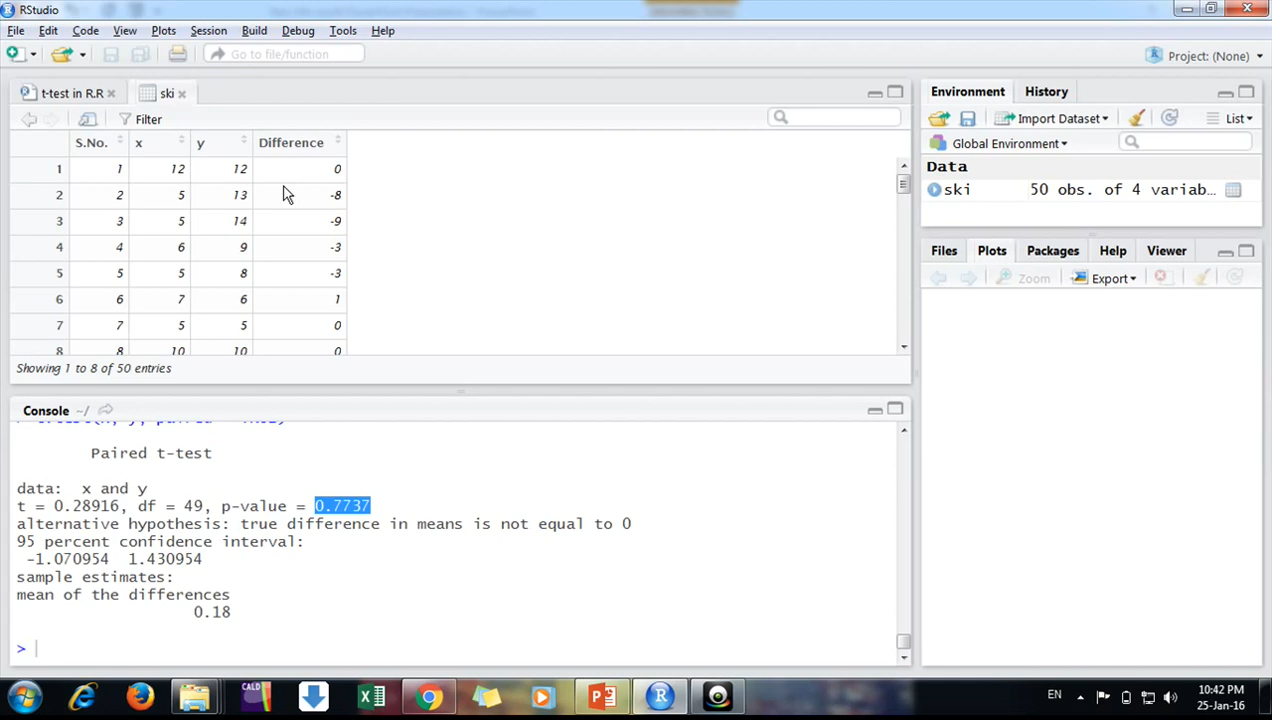 RStudio
File Edit Code View Plots Session Build Debug Tools Help
Go to file/function
Project: (None)
t-test in R.R
ski
Filter
S.No. x y Difference
1 1 12 12 0
2 2 5 13 -8
3 3 5 14 -9
4 4 6 9 -3
5 5 5 8 -3
6 6 7 6 1
7 7 5 5 0
8 8 10 10 0
Showing 1 to 8 of 50 entries
Console ~/
Paired t-test
data: x and y
t = 0.28916, df = 49, p-value = 0.7737
alternative hypothesis: true difference in means is not equal to 0
95 percent confidence interval:
-1.070954 1.430954
sample estimates:
mean of the differences
0.18
>
Environment History
Import Dataset
List
Global Environment
Data
ski 50 obs. of 4 variab…
Files Plots Packages Help Viewer
Zoom Export
CALD
EN
10:42 PM
25-Jan-16